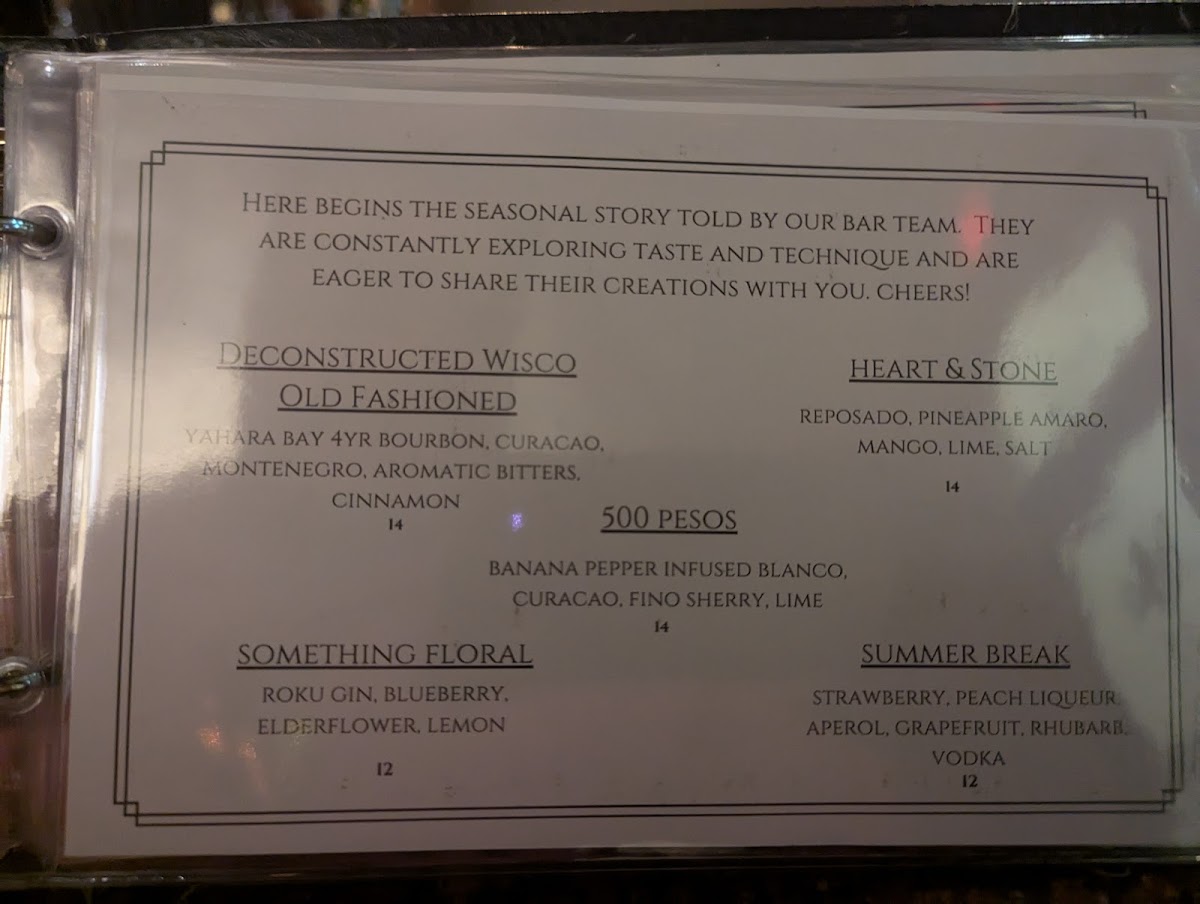 HERE BEGINS THE SEASONAL STORY TOLD BY OUR BAR TEAM. THEY
ARE CONSTANTLY EXPLORING TASTE AND TECHNIQUE AND ARE
EAGER TO SHARE THEIR CREATIONS WITH YOU. CHEERS!
DECONSTRUCTED WISCO
OLD FASHIONED
YAHARA BAY 4YR BOURBON, CURACAO,
MONTENEGRO, AROMATIC BITTERS,
CINNAMON
14
HEART & STONE
REPOSADO, PINEAPPLE AMARO,
MANGO, LIME, SALT
14
500 PESOS
BANANA PEPPER INFUSED BLANCO,
CURACAO, FINO SHERRY, LIME
14
SOMETHING FLORAL
ROKU GIN, BLUEBERRY,
ELDERFLOWER, LEMON
12
SUMMER BREAK
STRAWBERRY, PEACH LIQUEUR,
APEROL, GRAPEFRUIT, RHUBARB,
VODKA
12